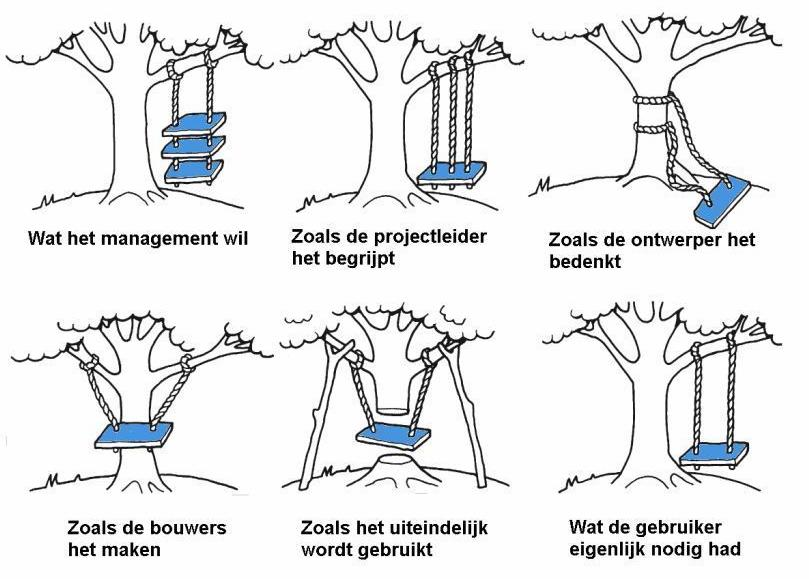 Wat het management wil
Zoals de projectleider
het begrijpt
Zoals de ontwerper het
bedenkt
Zoals de bouwers
het maken
Zoals het uiteindelijk
wordt gebruikt
Wat de gebruiker
eigenlijk nodig had